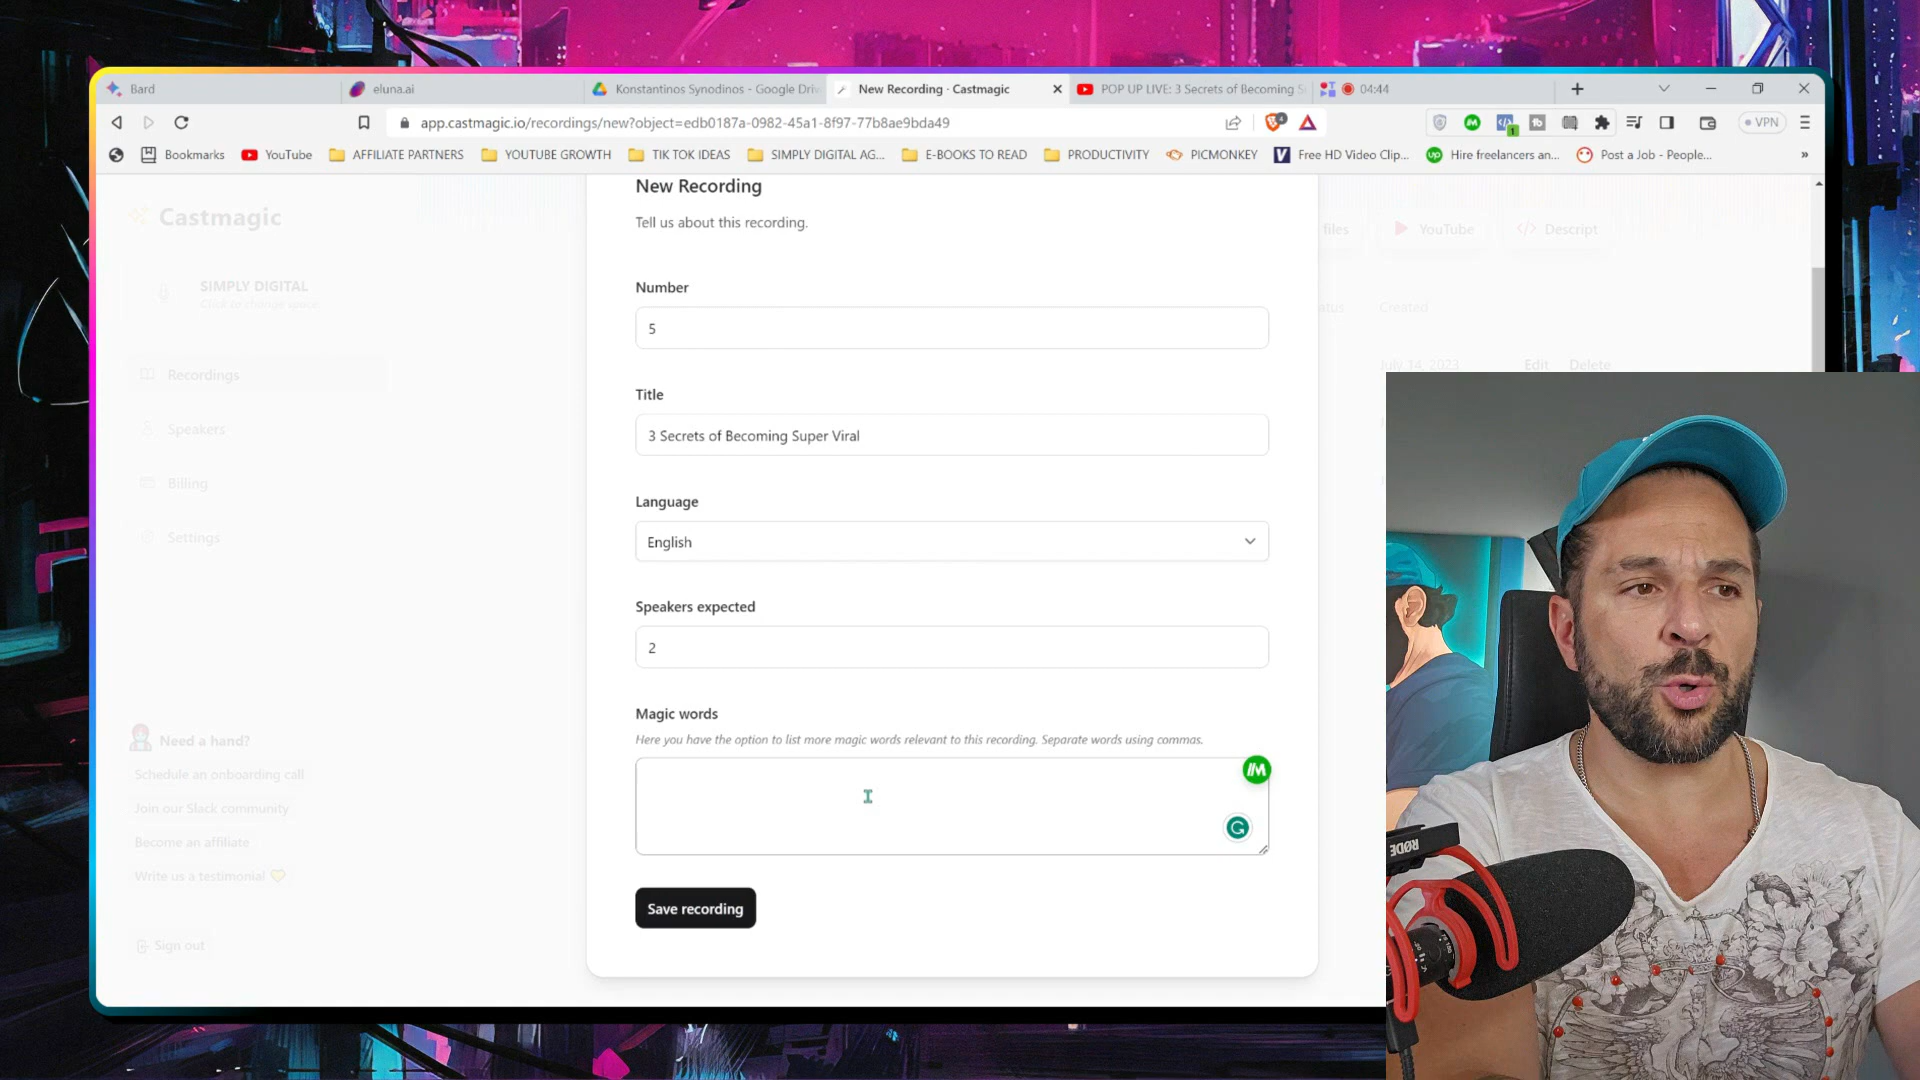 Bard
eluna.ai
Konstantinos Synodinos - Google Driv
New Recording · Castmagic
POP UP LIVE: 3 Secrets of Becoming S
04:44
app.castmagic.io/recordings/new?object=edb0187a-0982-45a1-8f97-77b8ae9bda49
4
1
VPN
Bookmarks
YouTube
AFFILIATE PARTNERS
YOUTUBE GROWTH
TIK TOK IDEAS
SIMPLY DIGITAL AG...
E-BOOKS TO READ
PRODUCTIVITY
PICMONKEY
Free HD Video Clip...
Hire freelancers an...
Post a Job - People...
»
Castmagic
SIMPLY DIGITAL
Click to change space.
Recordings
Speakers
Billing
Settings
Need a hand?
Schedule an onboarding call
Join our Slack community
Become an affiliate
Write us a testimonial
Sign out
New Recording
Tell us about this recording.
Number
5
Title
3 Secrets of Becoming Super Viral
Language
English
Speakers expected
2
Magic words
Here you have the option to list more magic words relevant to this recording. Separate words using commas.
Save recording
files
YouTube
Descript
atus
Created
July 14, 2023
Edit
Delete
RØDE